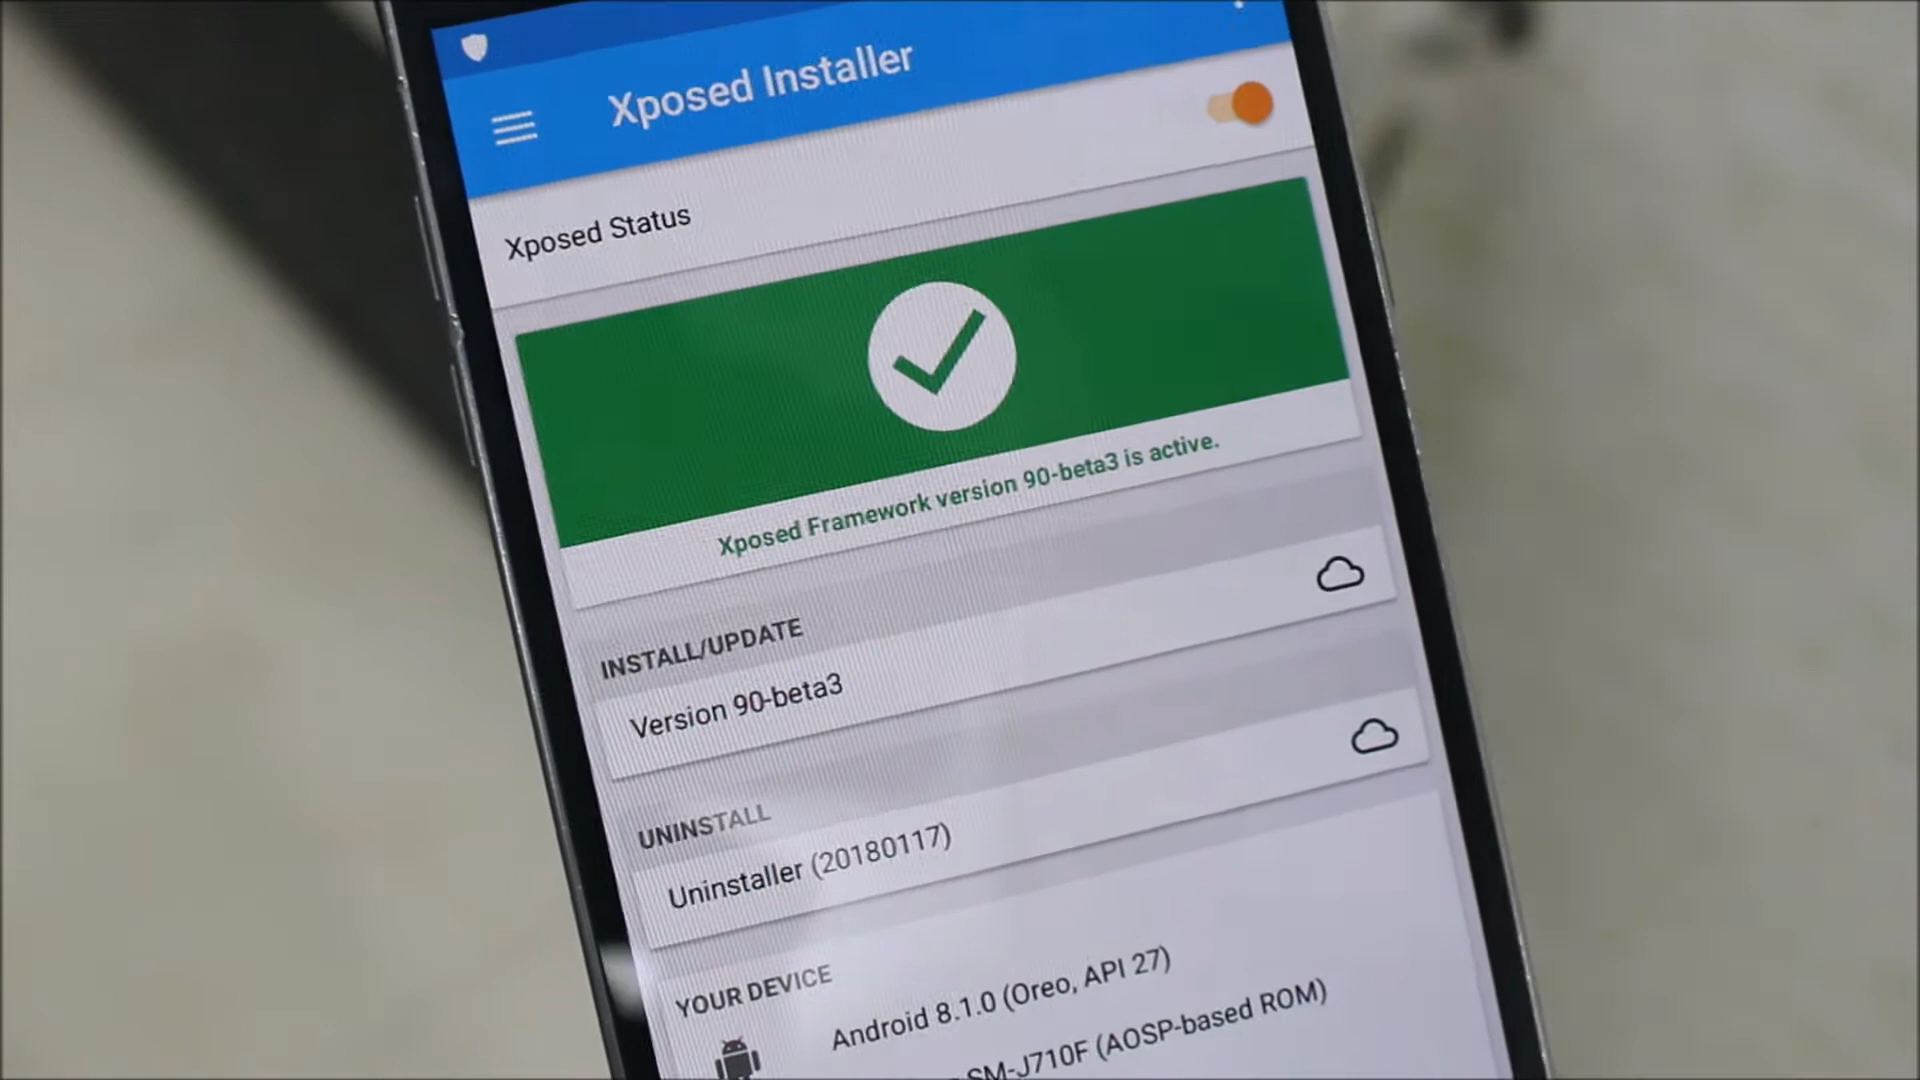 Xposed Installer
Xposed Status
Xposed Framework version 90-beta3 is active.
INSTALL/UPDATE
Version 90-beta3
UNINSTALL
Uninstaller (20180117)
YOUR DEVICE
Android 8.1.0 (Oreo, API 27)
SM-J710F (AOSP-based ROM)